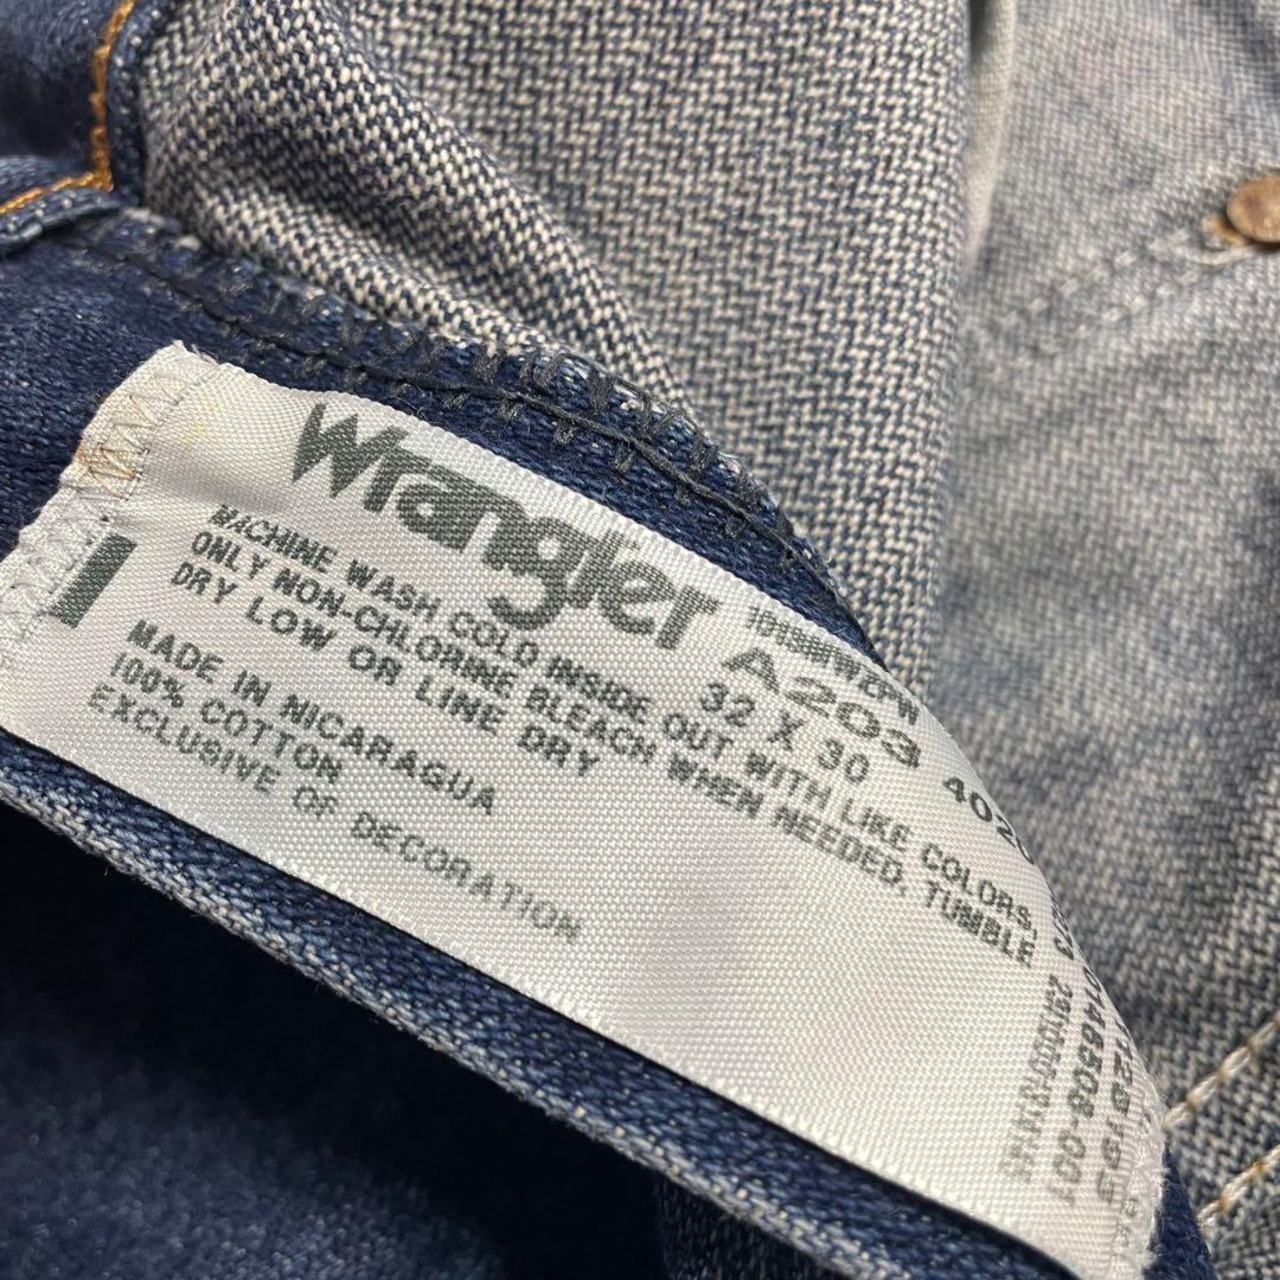 Wrangler
A203
32 X 30
MACHINE WASH COLD INSIDE OUT WITH LIKE COLORS,
ONLY NON-CHLORINE BLEACH WHEN NEEDED, TUMBLE
DRY LOW OR LINE DRY
MADE IN NICARAGUA
100% COTTON
EXCLUSIVE OF DECORATION